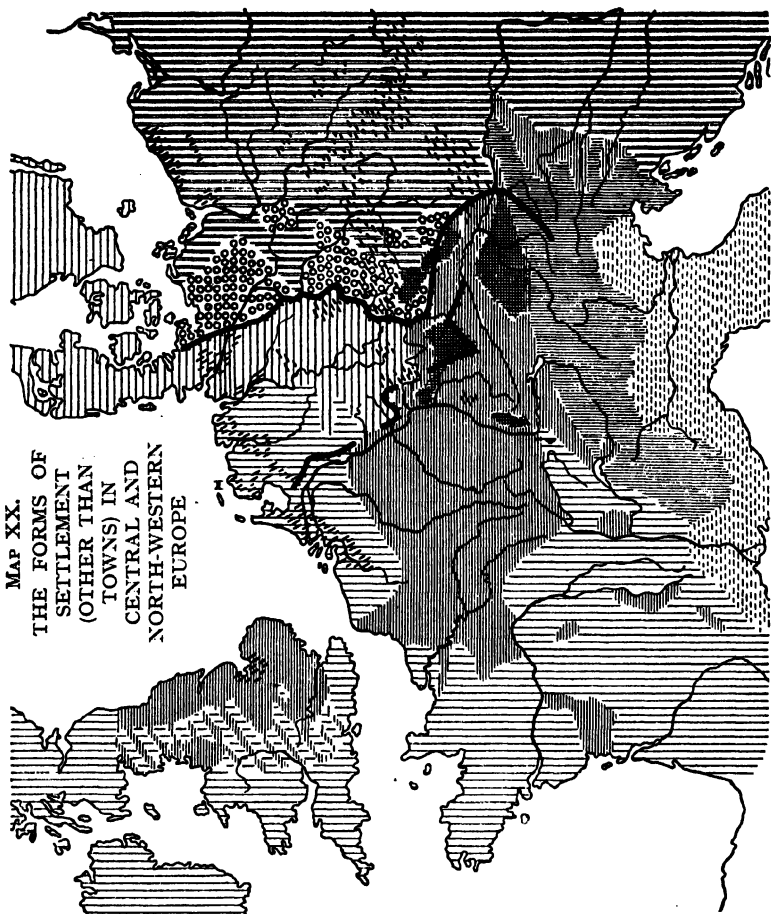 MAP XX.
THE FORMS OF
SETTLEMENT
(OTHER THAN
TOWNS) IN
CENTRAL AND
NORTH-WESTERN
EUROPE